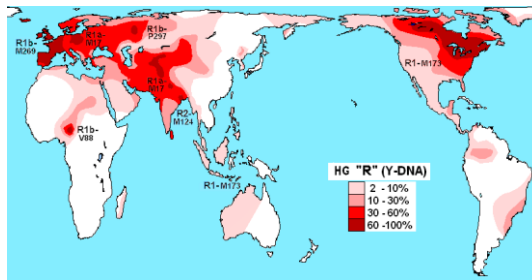 R1b-
M269
R1a-
M17
R1b-
P297
R1a-
M17
R2-
M124
R1b-
V88
R1-M173
R1-M173
HG "R" (Y-DNA)
2 - 10%
10 - 30%
30 - 60%
60 -100%